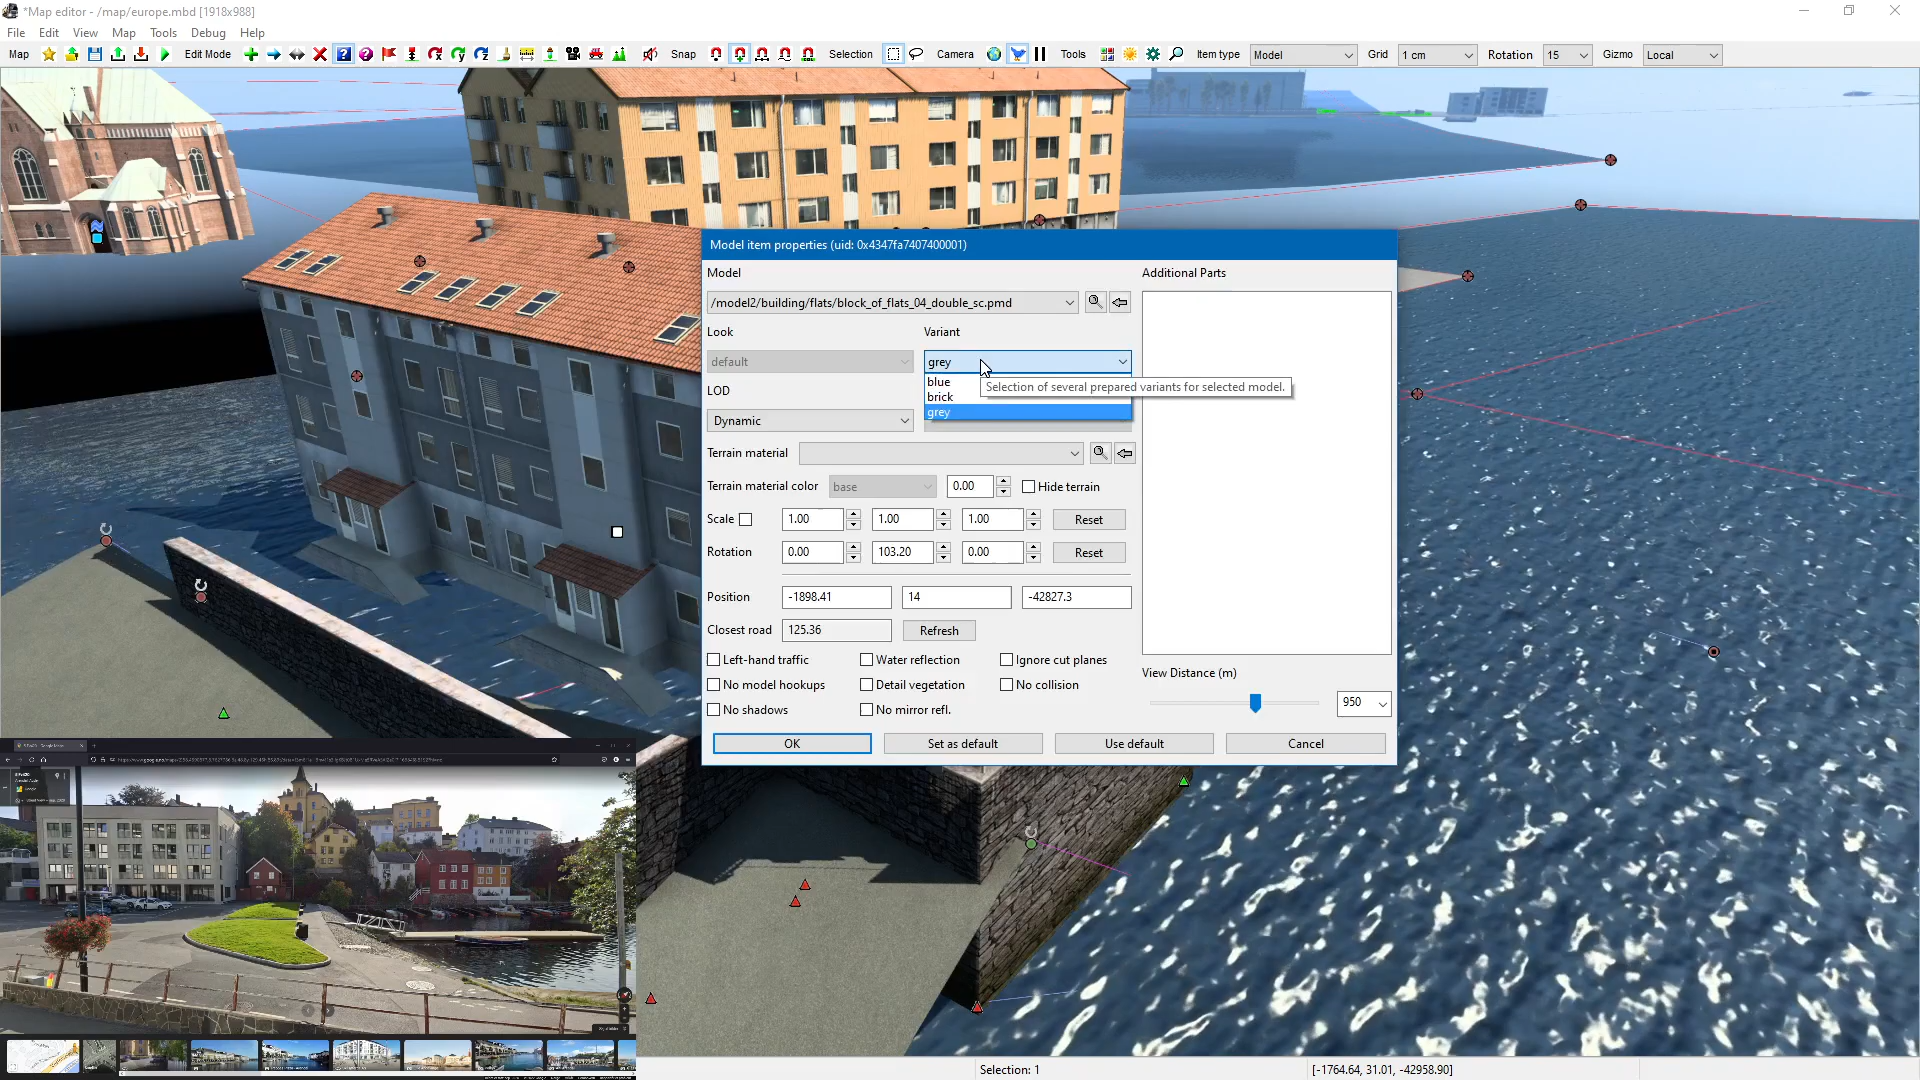 *Map editor - /map/europe.mbd [1918x988]
File Edit View Map Tools Debug Help
Map Edit Mode Snap Selection Camera Tools Item type Model Grid 1 cm Rotation 15 Gizmo Local
Model item properties (uid: 0x4347fa7407400001)
Model
Additional Parts
/model2/building/flats/block_of_flats_04_double_sc.pmd
Look
Variant
default
grey
blue
Selection of several prepared variants for selected model.
LOD
brick
grey
Dynamic
Terrain material
Terrain material color base 0.00 Hide terrain
Scale 1.00 1.00 1.00 Reset
Rotation 0.00 103.20 0.00 Reset
Position -1898.41 14 -42827.3
Closest road 125.36 Refresh
Left-hand traffic Water reflection Ignore cut planes
View Distance (m)
No model hookups Detail vegetation No collision
950
No shadows No mirror refl.
OK Set as default Use default Cancel
Selection: 1
[-1764.64, 31.01, -42958.90]